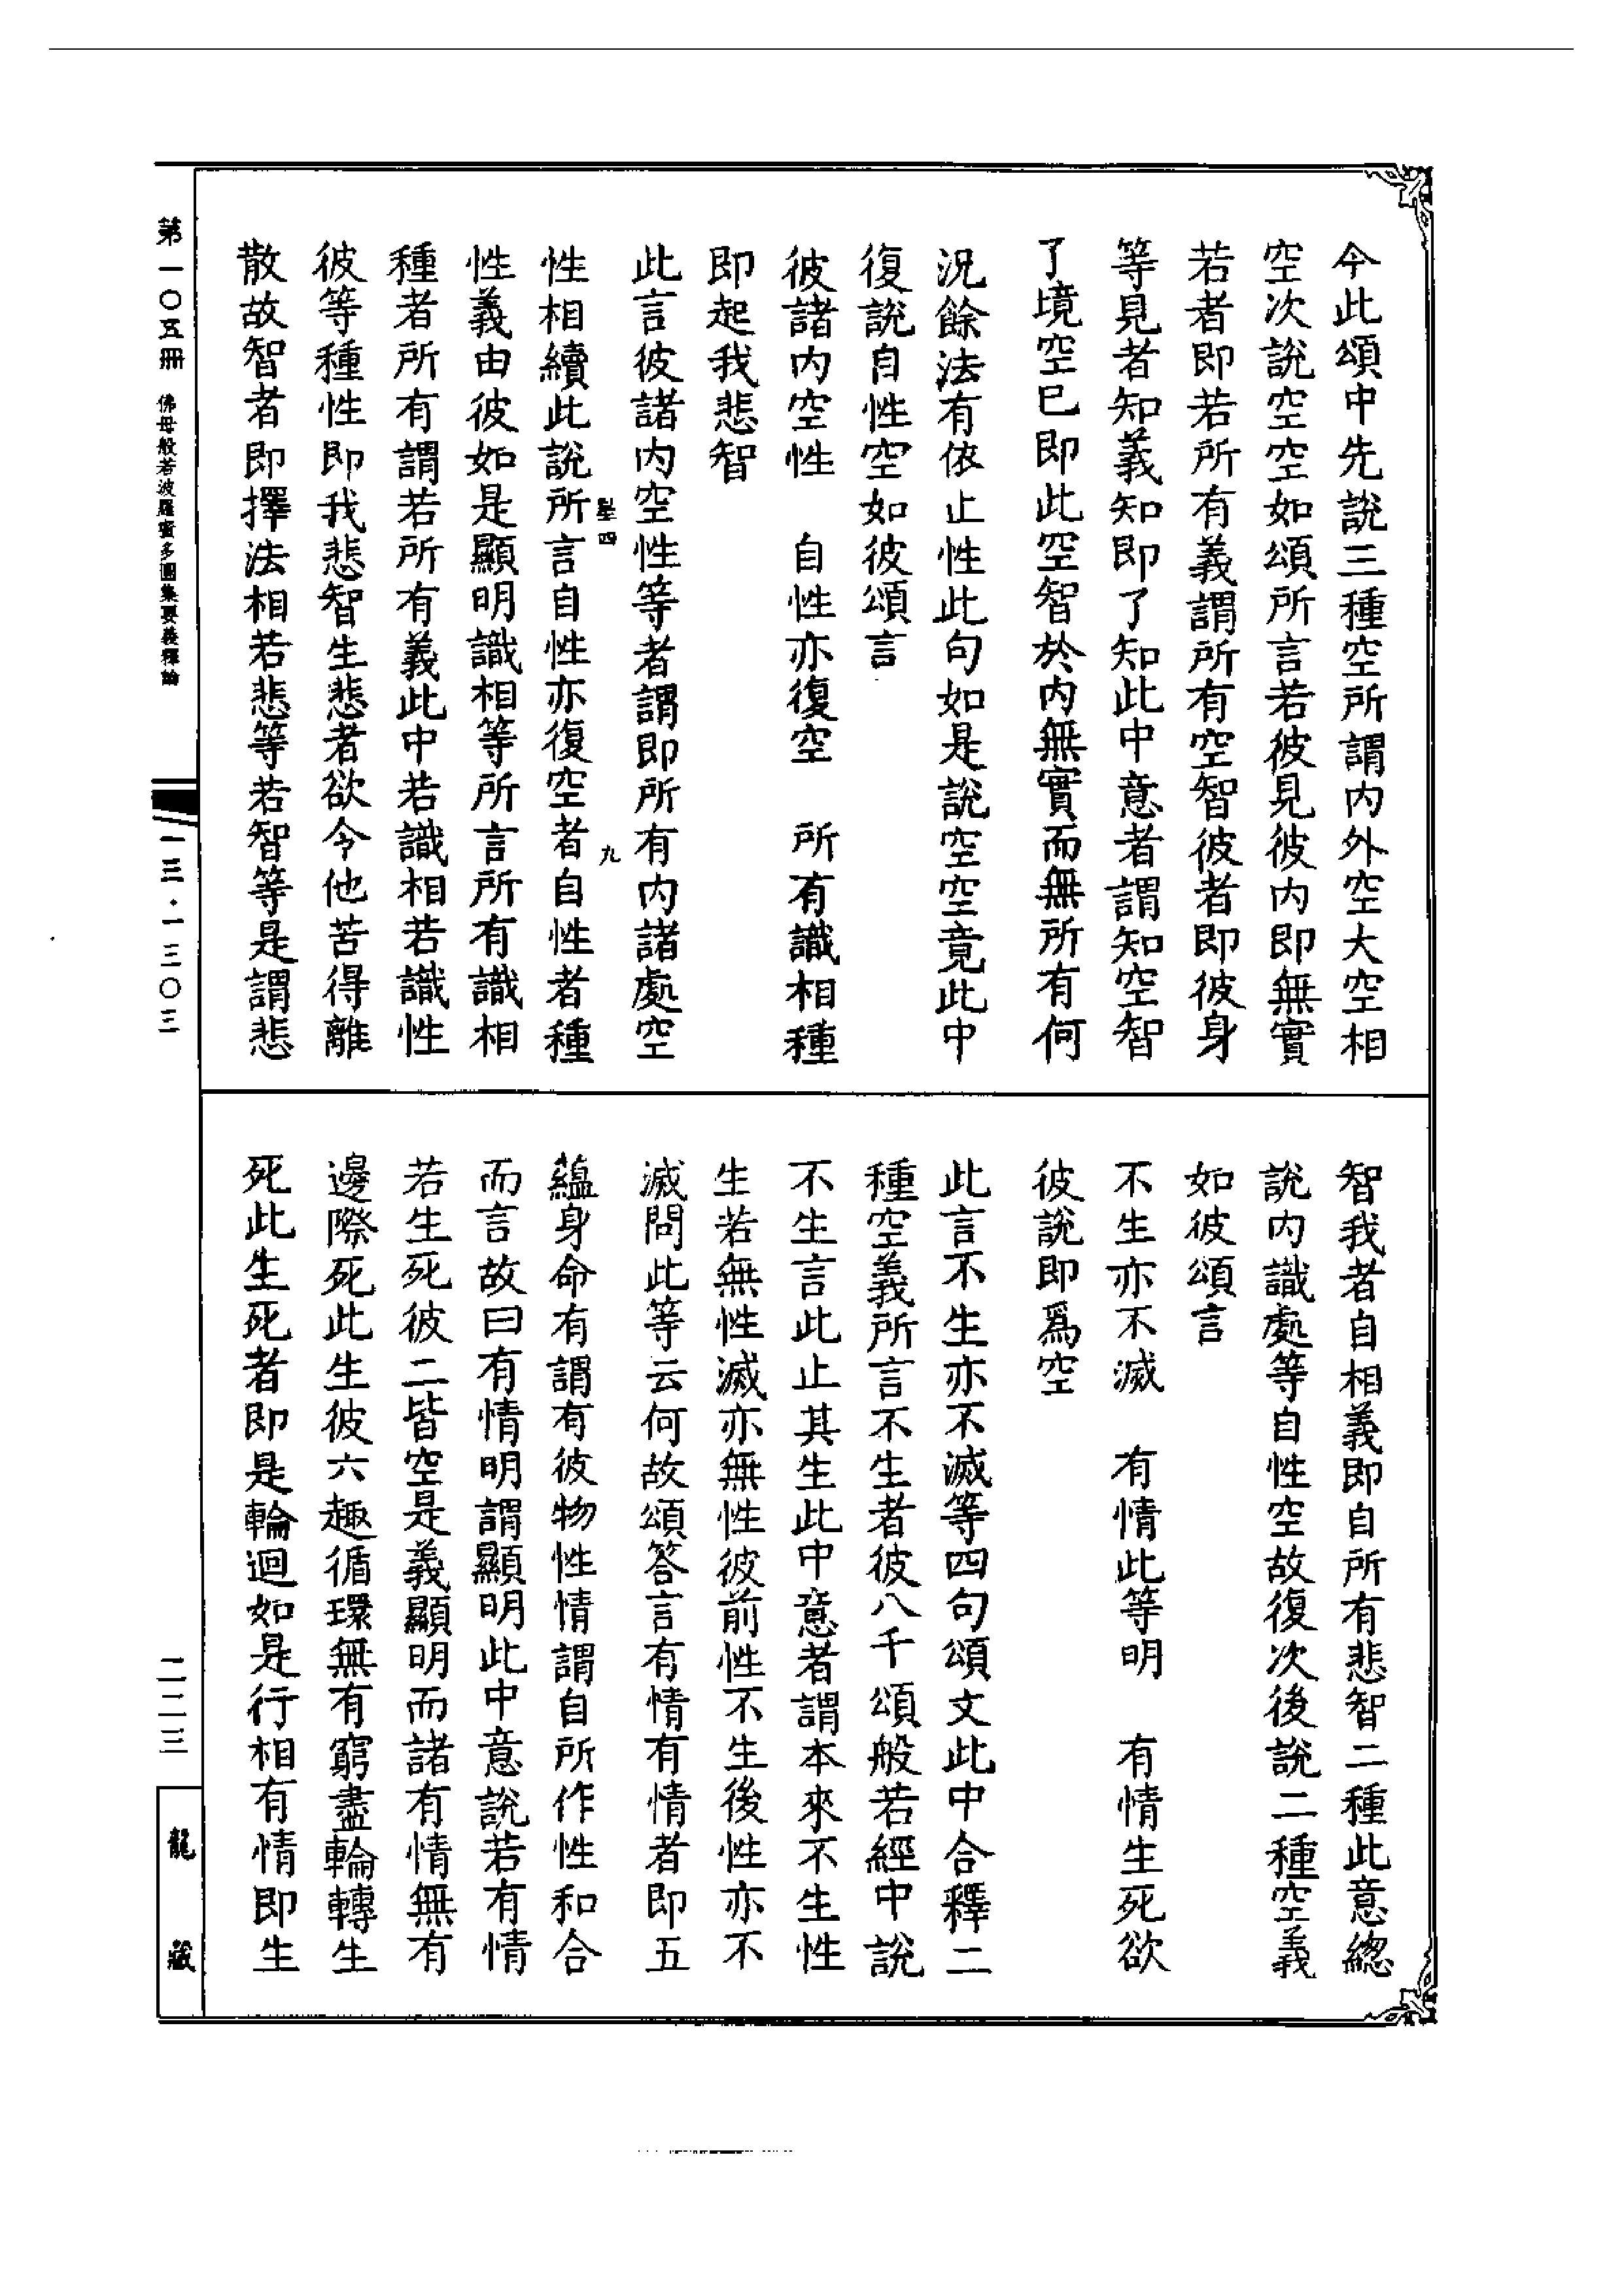 今此頌中先說三種空所謂内外空大空相
空次說空空如頌所言若彼見彼内即無實
若者即若所有義謂所有空智彼者即彼身
等見者知義知即了知此中意者謂知空智
了境空已即此空智於内無實而無所有何
況餘法有依止性此句如是說空空竟此中
復說自性空如彼頌言
彼諸内空性　自性亦復空　所有識相種
即起我悲智
此言彼諸内空性等者謂即所有内諸處空
性相續此說所言自性亦復空者自性者種
性義由彼如是顯明識相等所言所有識相
種者所有謂若所有義此中若識相若識性
彼等種性即我悲智生悲者欲令他苦得離
散故智者即擇法相若悲等若智等是謂悲
四
九
智我者自相義即自所有悲智二種此意總
說内識處等自性空故復次後說二種空義
如彼頌言
不生亦不滅　有情此等明　有情生死欲
彼說即爲空
此言不生亦不滅等四句頌文此中合釋二
種空義所言不生者彼八千頌般若經中說
不生言此止其生此中意者謂本來不生性
生若無性滅亦無性彼前性不生後性亦不
滅問此等云何故頌答言有情有情者即五
蘊身命有謂有彼物性情謂自所作性和合
而言故曰有情明謂顯明此中意說若有情
若生死彼二皆空是義顯明而諸有情無有
邊際死此生彼六趣循環無有窮盡輪轉生
死此生死者即是輪迴如是行相有情即生
第一〇五冊　佛母般若波羅蜜多圓集要義釋論
一三·一三〇三
二二三
龍藏